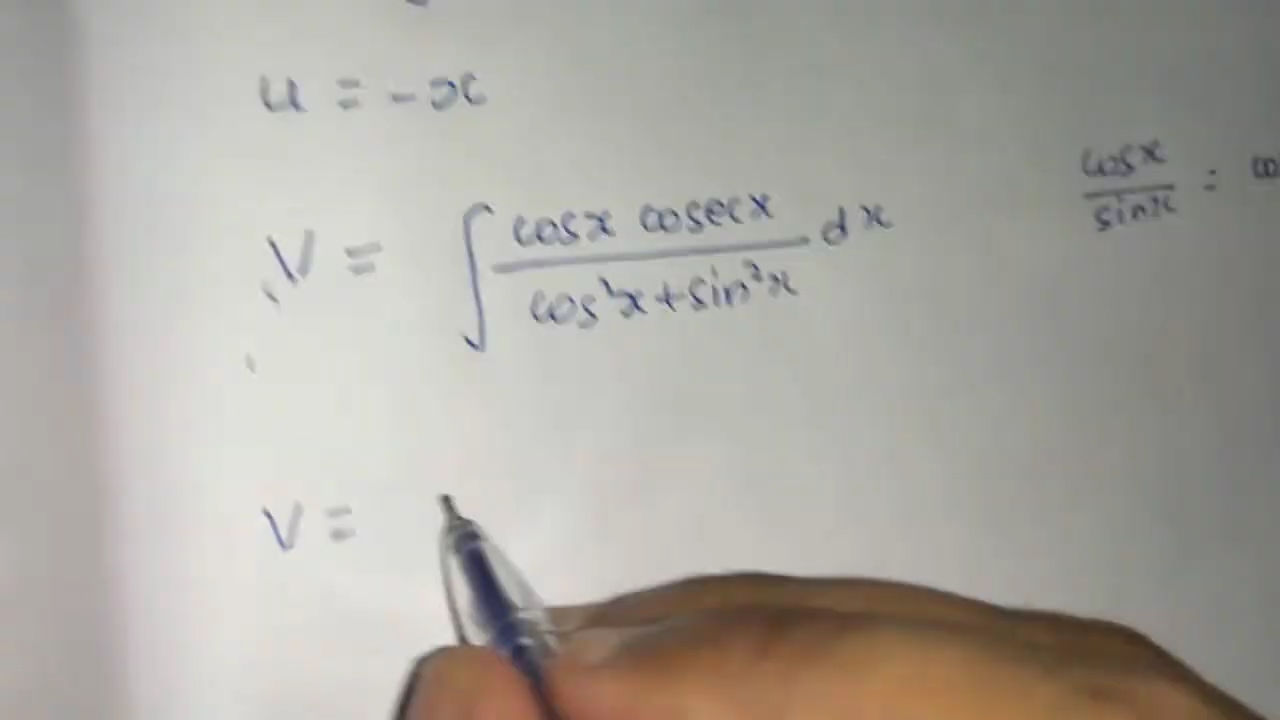 u = -x
V = ∫ cosx cosecx / cos²x + sin²x dx
cosx / sinx =
V =